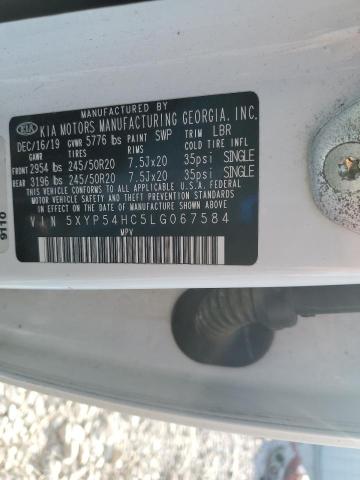 MANUFACTURED BY
KIA KIA MOTORS MANUFACTURING GEORGIA, INC.
DEC/16/19 GVWR 5776 lbs PAINT SWP TRIM LBR
GAWR TIRES RIMS COLD TIRE INFL
FRONT 2954 lbs 245/50R20 7.5Jx20 35psi SINGLE
REAR 3196 lbs 245/50R20 7.5Jx20 35psi SINGLE
THIS VEHICLE CONFORMS TO ALL APPLICABLE U.S.A. FEDERAL
MOTOR VEHICLE SAFETY STANDARDS IN EFFECT ON THE
DATE OF MANUFACTURE SHOWN ABOVE.
VIN 5XYP54HC5LG067584
MPV
9110